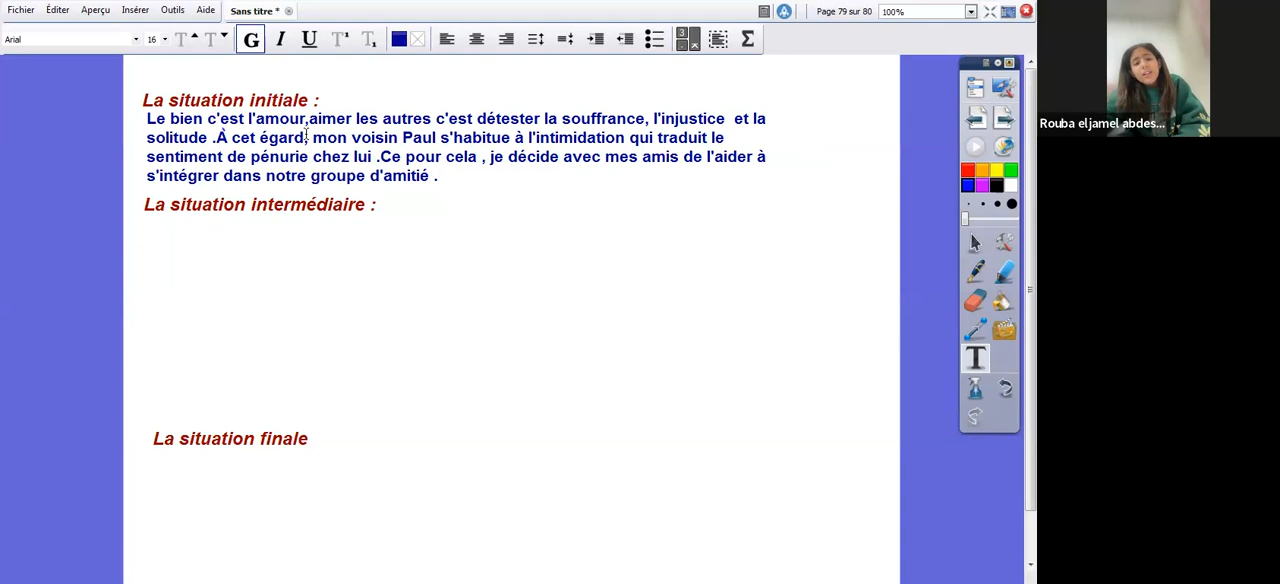 Fichier Éditer Aperçu Insérer Outils Aide Sans titre * Page 79 sur 80 100%
Arial 16 G I U T¹ T₁ Σ
La situation initiale :
Le bien c'est l'amour,aimer les autres c'est détester la souffrance, l'injustice et la
solitude .À cet égard, mon voisin Paul s'habitue à l'intimidation qui traduit le
sentiment de pénurie chez lui .Ce pour cela , je décide avec mes amis de l'aider à
s'intégrer dans notre groupe d'amitié .
La situation intermédiaire :
La situation finale
Rouba eljamel abdes...
T